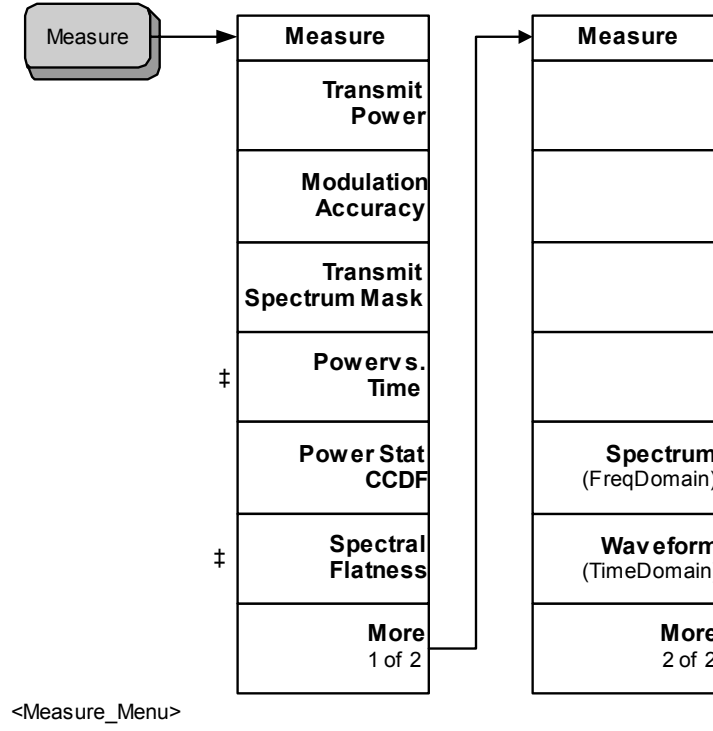 Measure
Measure
Transmit
Power
Modulation
Accuracy
Transmit
Spectrum Mask
‡
Power vs.
Time
Power Stat
CCDF
‡
Spectral
Flatness
More
1 of 2
Measure
Spectrum
(FreqDomain)
Waveform
(TimeDomain
More
2 of 2
<Measure_Menu>